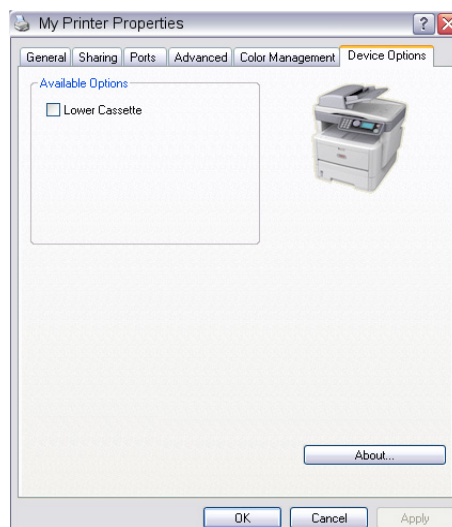 My Printer Properties
General Sharing Ports Advanced Color Management Device Options
Available Options
Lower Cassette
About...
OK Cancel Apply